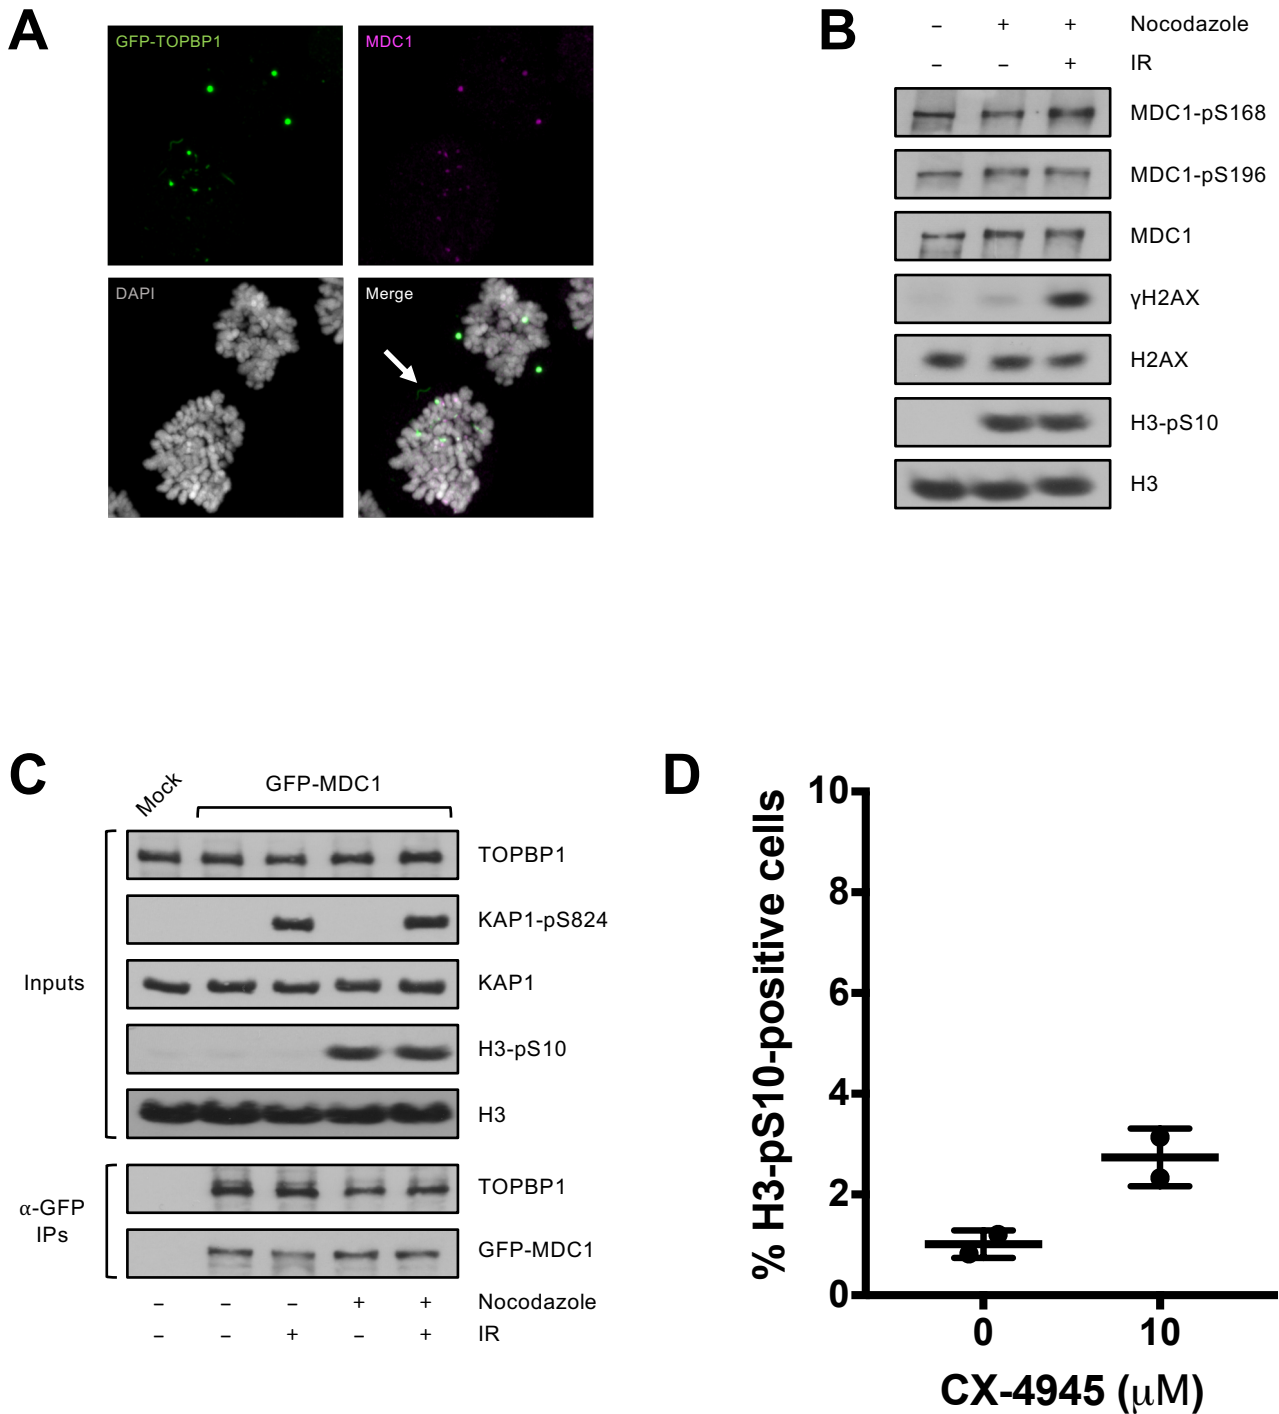 A
GFP-TOPBP1
MDC1
DAPI
Merge
B
– + + Nocodazole
– – + IR
MDC1-pS168
MDC1-pS196
MDC1
γH2AX
H2AX
H3-pS10
H3
C
Mock
GFP-MDC1
Inputs
TOPBP1
KAP1-pS824
KAP1
H3-pS10
H3
α-GFP
IPs
TOPBP1
GFP-MDC1
– – – + + Nocodazole
– – + – + IR
D
% H3-pS10-positive cells
10
8
6
4
2
0
0 10
CX-4945 (μM)